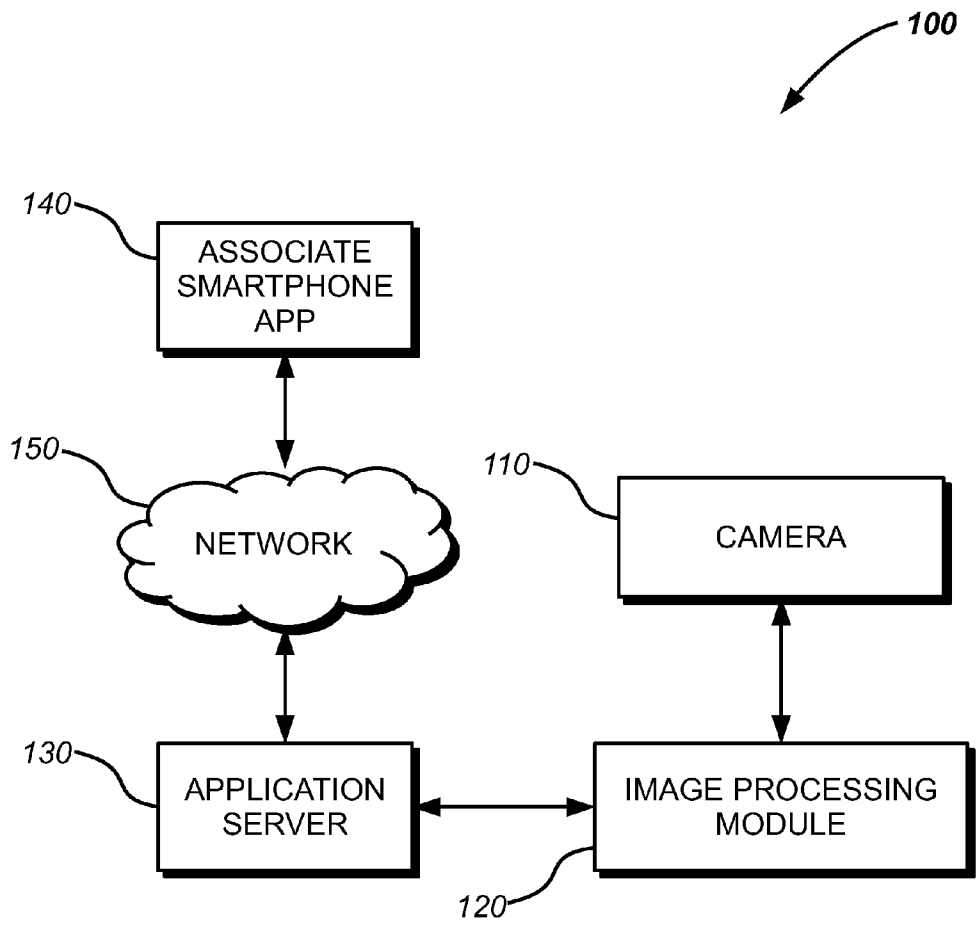 100
140
ASSOCIATE
SMARTPHONE
APP
150
NETWORK
110
CAMERA
130
APPLICATION
SERVER
IMAGE PROCESSING
MODULE
120